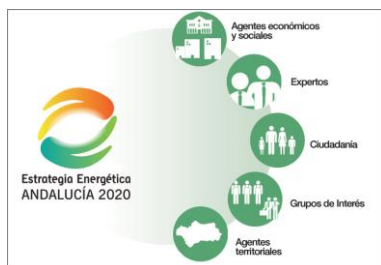 Agentes económicos
y sociales
Expertos
Ciudadanía
Estrategia Energética
ANDALUCÍA 2020
Grupos de Interés
Agentes
territoriales